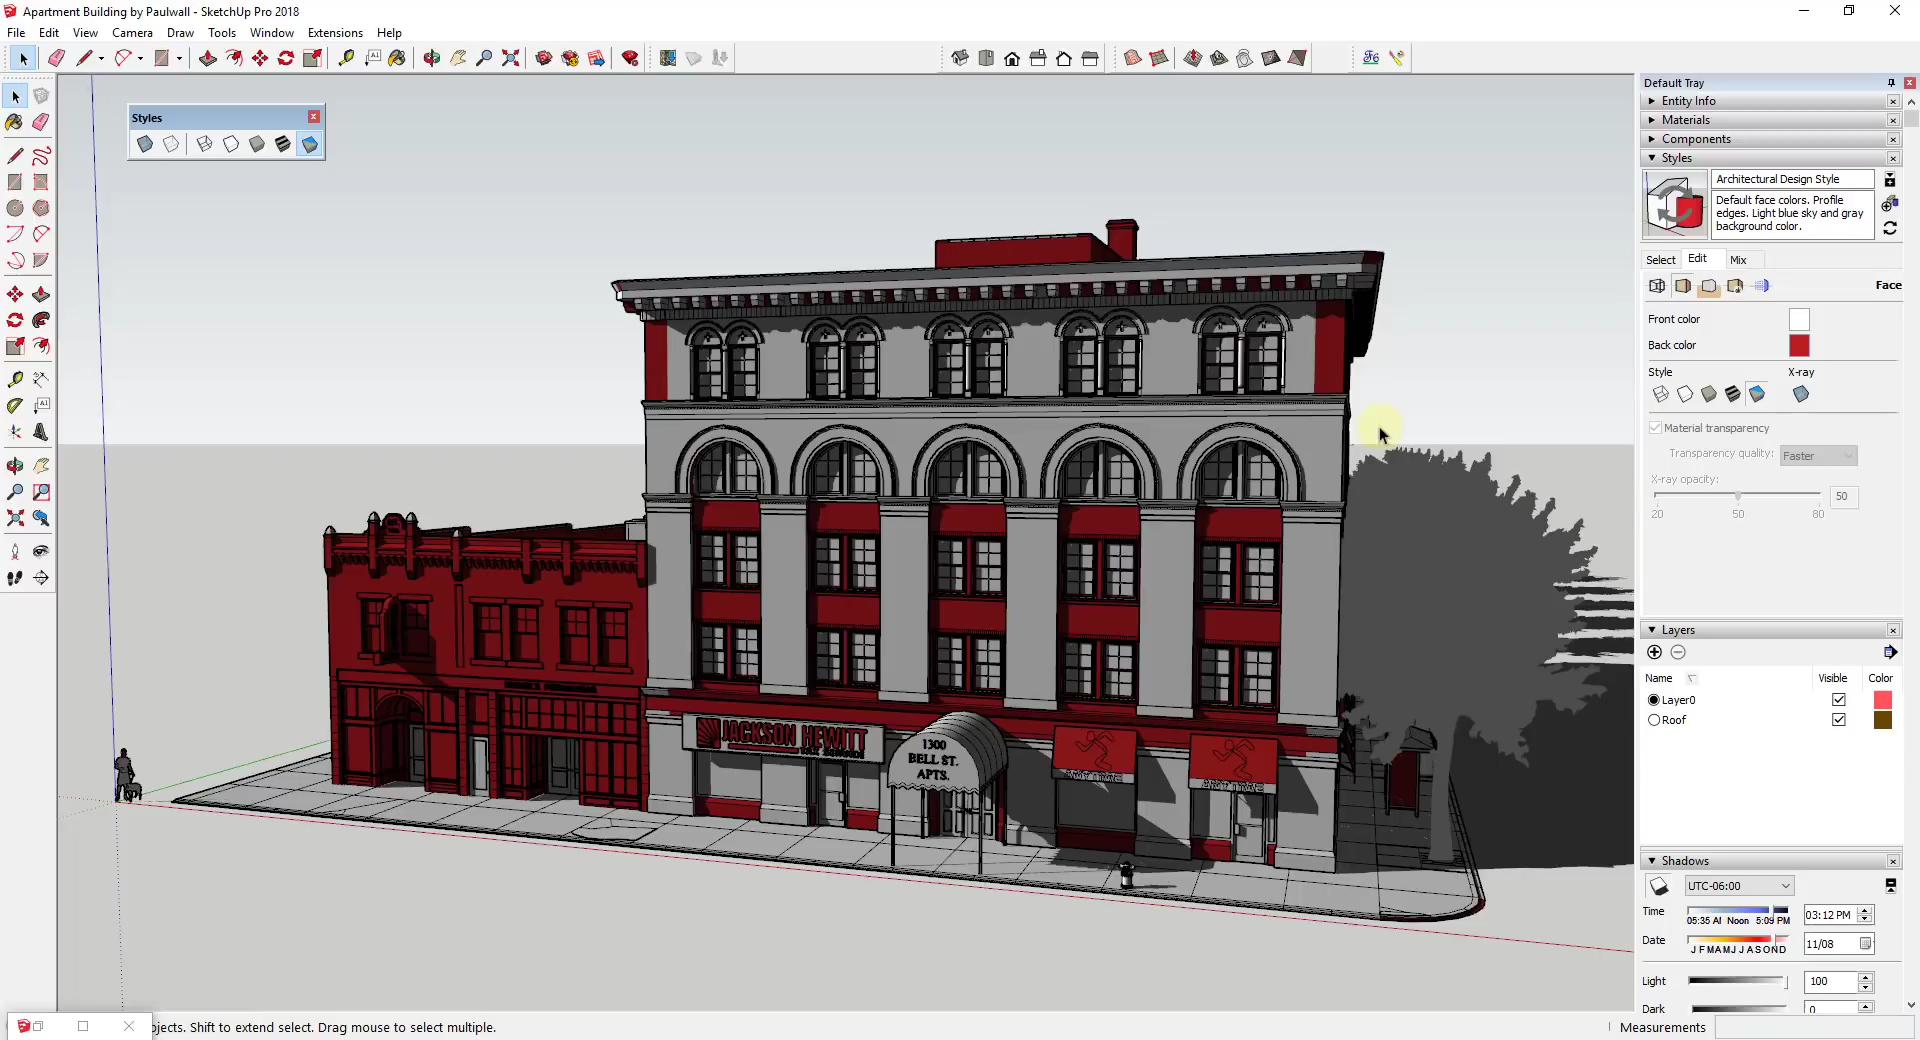 Apartment Building by Paulwall - SketchUp Pro 2018
File Edit View Camera Draw Tools Window Extensions Help
Styles
Default Tray
Entity Info
Materials
Components
Styles
Architectural Design Style
Default face colors. Profile
edges. Light blue sky and gray
background color.
Select Edit Mix
Face
Front color
Back color
Style X-ray
Material transparency
Transparency quality: Faster
X-ray opacity: 50
20 50 80
Layers
Name Visible Color
Layer0
Roof
Shadows
UTC-06:00
Time 03:12 PM
05:35 AI Noon 5:09 PM
Date 11/08
J F M A M J J A S O N D
Light 100
Dark 0
JACKSON HEWITT
TAX SERVICE
1300
BELL ST.
APTS.
ANYTIME
ANYTIME
bjects. Shift to extend select. Drag mouse to select multiple.
Measurements